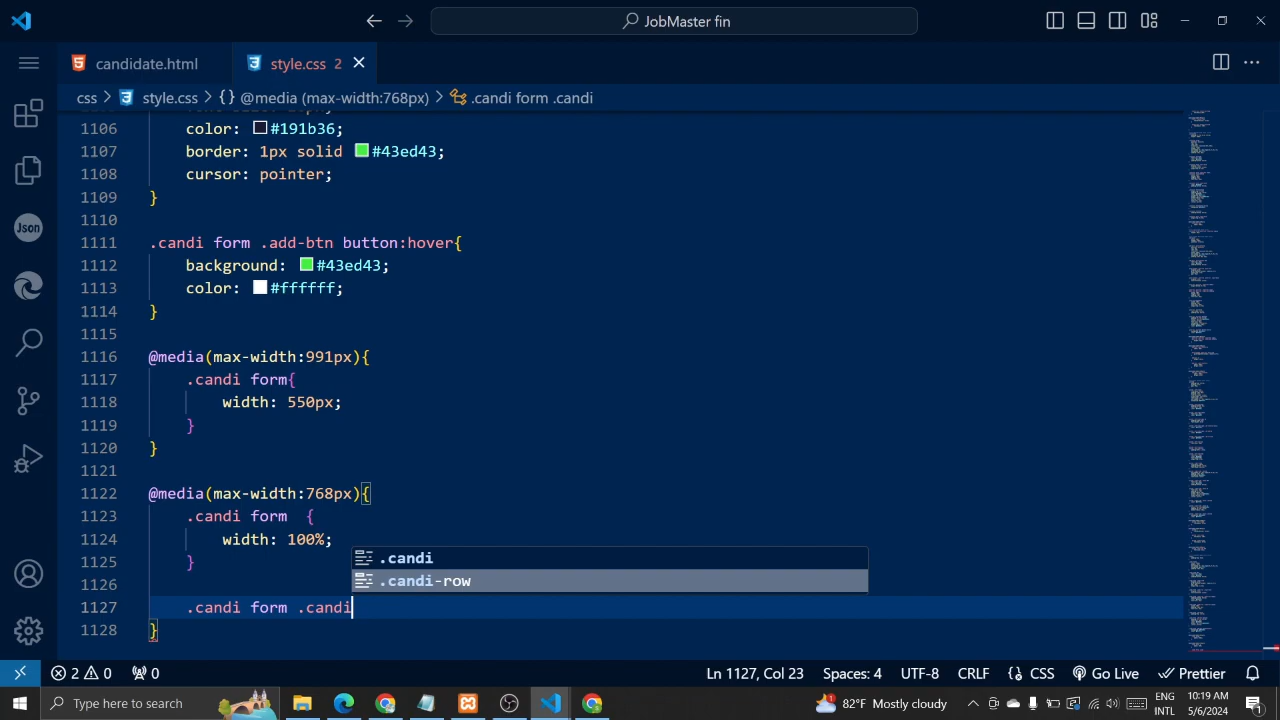 JobMaster fin
candidate.html
style.css 2
css > style.css > {} @media (max-width:768px) > .candi form .candi
1106 color: #191b36;
1107 border: 1px solid #43ed43;
1108 cursor: pointer;
1109 }
1110
1111 .candi form .add-btn button:hover{
1112 background: #43ed43;
1113 color: #ffffff;
1114 }
1115
1116 @media(max-width:991px){
1117 .candi form{
1118 width: 550px;
1119 }
1120 }
1121
1122 @media(max-width:768px){
1123 .candi form {
1124 width: 100%;
1125 }
.candi
1126
.candi-row
1127 .candi form .candi
1128 }
Json
2 0 0 Ln 1127, Col 23 Spaces: 4 UTF-8 CRLF {} CSS Go Live Prettier
Type here to search
82°F Mostly cloudy
ENG
INTL
10:19 AM
5/6/2024